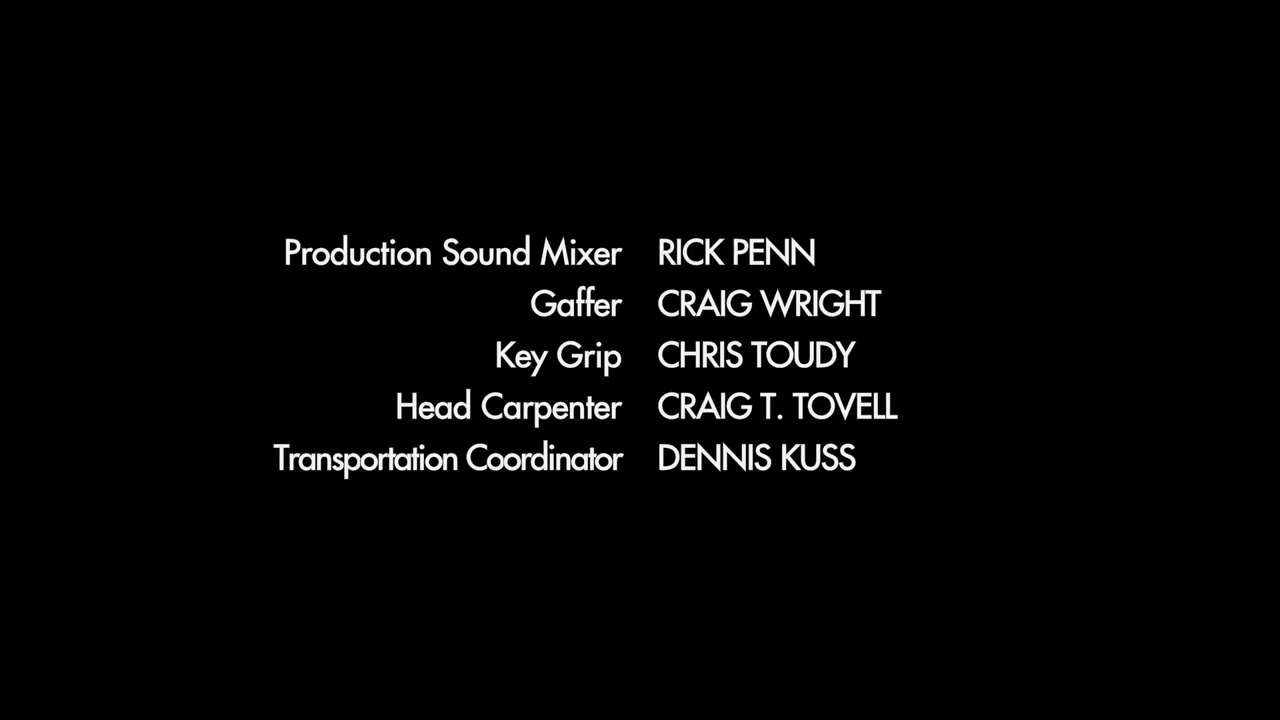 Production Sound Mixer RICK PENN
Gaffer CRAIG WRIGHT
Key Grip CHRIS TOUDY
Head Carpenter CRAIG T. TOVELL
Transportation Coordinator DENNIS KUSS